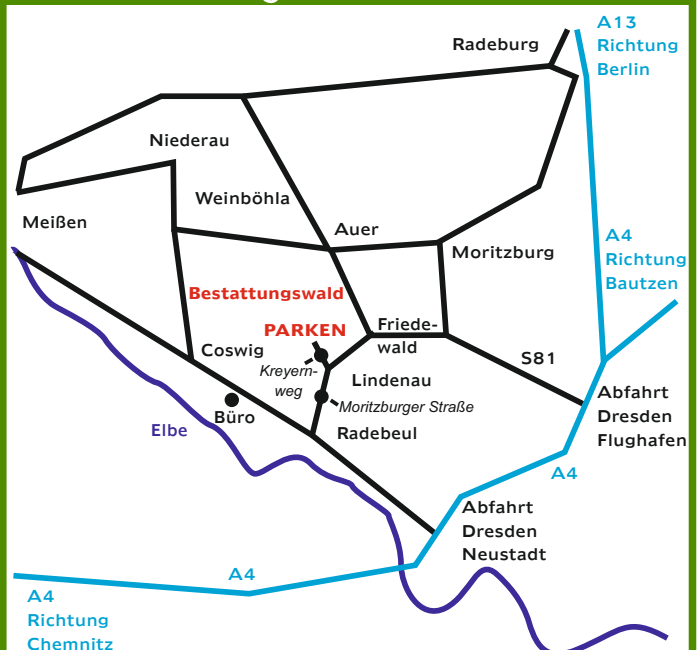 A13
Richtung
Berlin
Radeburg
Niederau
Weinböhla
Meißen
Auer
Moritzburg
A4
Richtung
Bautzen
Bestattungswald
PARKEN
Friede-
wald
Coswig
Kreyern-
weg
S81
Lindenau
Moritzburger Straße
Büro
Elbe
Radebeul
Abfahrt
Dresden
Flughafen
A4
Abfahrt
Dresden
Neustadt
A4
A4
Richtung
Chemnitz